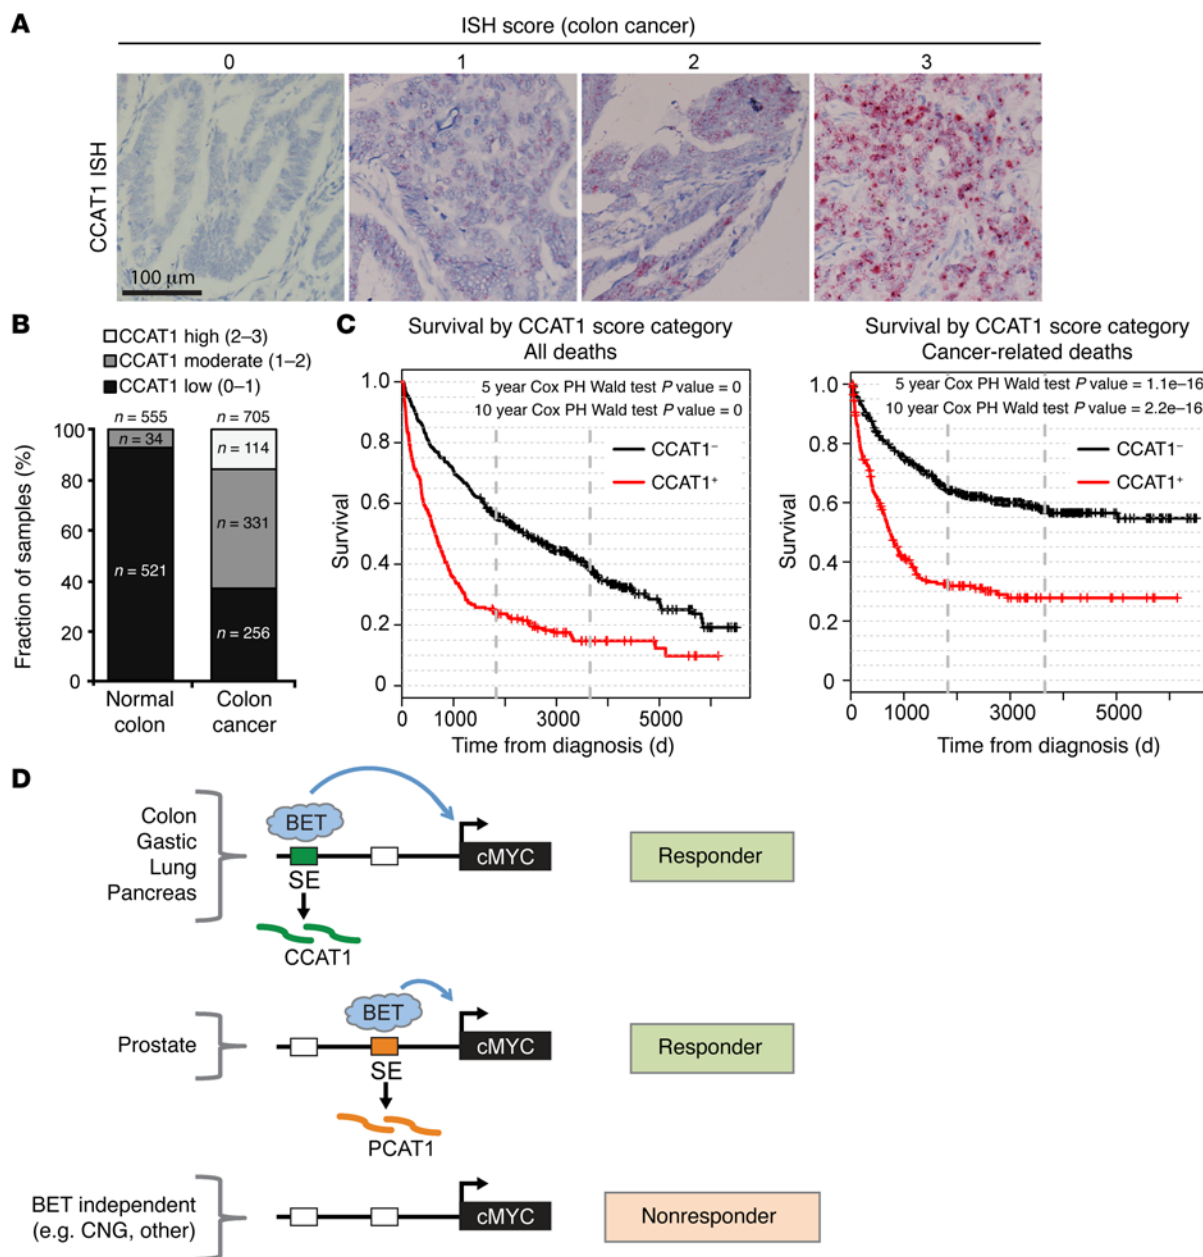 A
ISH score (colon cancer)
0 1 2 3
CCAT1 ISH
100 μm
B
CCAT1 high (2–3)
CCAT1 moderate (1–2)
CCAT1 low (0–1)
n = 555 n = 705
Fraction of samples (%)
100
80
60
40
20
0
n = 34
n = 521
n = 114
n = 331
n = 256
Normal colon
Colon cancer
C
Survival by CCAT1 score category
All deaths
5 year Cox PH Wald test P value = 0
10 year Cox PH Wald test P value = 0
CCAT1⁻
CCAT1⁺
Survival
1.0
0.8
0.6
0.4
0.2
0
0 1000 3000 5000
Time from diagnosis (d)
Survival by CCAT1 score category
Cancer-related deaths
5 year Cox PH Wald test P value = 1.1e–16
10 year Cox PH Wald test P value = 2.2e–16
CCAT1⁻
CCAT1⁺
Survival
1.0
0.8
0.6
0.4
0.2
0
0 1000 3000 5000
Time from diagnosis (d)
D
Colon
Gastic
Lung
Pancreas
BET
SE
cMYC
CCAT1
Responder
Prostate
BET
SE
cMYC
PCAT1
Responder
BET independent
(e.g. CNG, other)
cMYC
Nonresponder